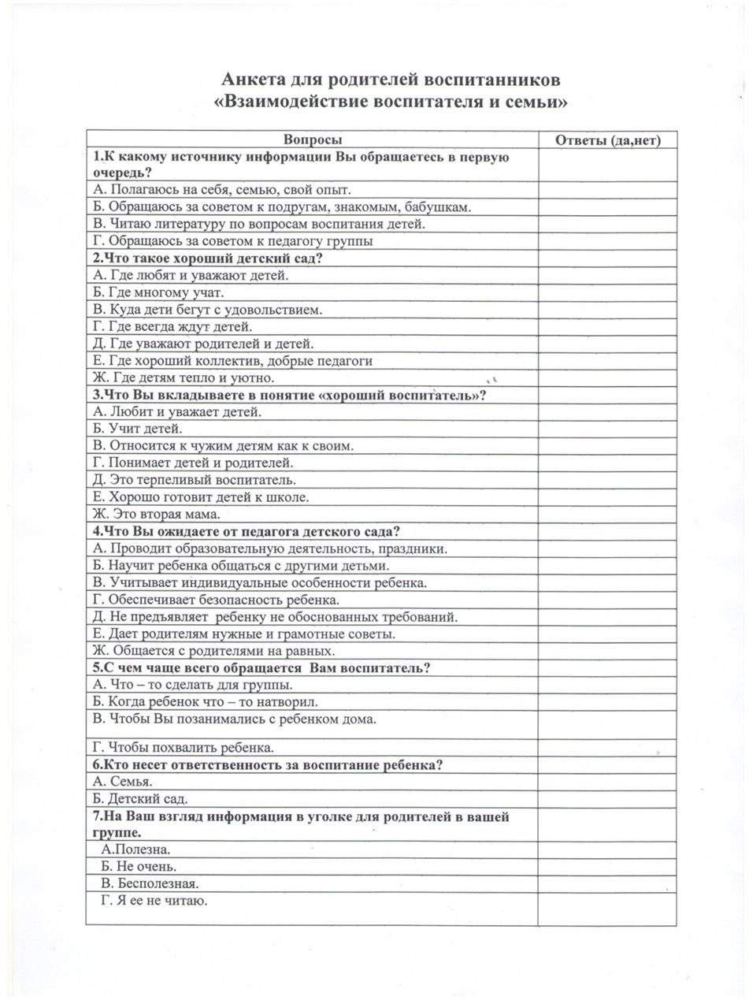 Анкета для родителей воспитанников
«Взаимодействие воспитателя и семьи»
Вопросы Ответы (да,нет)
1.К какому источнику информации Вы обращаетесь в первую
очередь?
А. Полагаюсь на себя, семью, свой опыт.
Б. Обращаюсь за советом к подругам, знакомым, бабушкам.
В. Читаю литературу по вопросам воспитания детей.
Г. Обращаюсь за советом к педагогу группы
2.Что такое хороший детский сад?
А. Где любят и уважают детей.
Б. Где многому учат.
В. Куда дети бегут с удовольствием.
Г. Где всегда ждут детей.
Д. Где уважают родителей и детей.
Е. Где хороший коллектив, добрые педагоги
Ж. Где детям тепло и уютно.
3.Что Вы вкладываете в понятие «хороший воспитатель»?
А. Любит и уважает детей.
Б. Учит детей.
В. Относится к чужим детям как к своим.
Г. Понимает детей и родителей.
Д. Это терпеливый воспитатель.
Е. Хорошо готовит детей к школе.
Ж. Это вторая мама.
4.Что Вы ожидаете от педагога детского сада?
А. Проводит образовательную деятельность, праздники.
Б. Научит ребенка общаться с другими детьми.
В. Учитывает индивидуальные особенности ребенка.
Г. Обеспечивает безопасность ребенка.
Д. Не предъявляет ребенку не обоснованных требований.
Е. Дает родителям нужные и грамотные советы.
Ж. Общается с родителями на равных.
5.С чем чаще всего обращается Вам воспитатель?
А. Что – то сделать для группы.
Б. Когда ребенок что – то натворил.
В. Чтобы Вы позанимались с ребенком дома.
Г. Чтобы похвалить ребенка.
6.Кто несет ответственность за воспитание ребенка?
А. Семья.
Б. Детский сад.
7.На Ваш взгляд информация в уголке для родителей в вашей
группе.
А.Полезна.
Б. Не очень.
В. Бесполезная.
Г. Я ее не читаю.